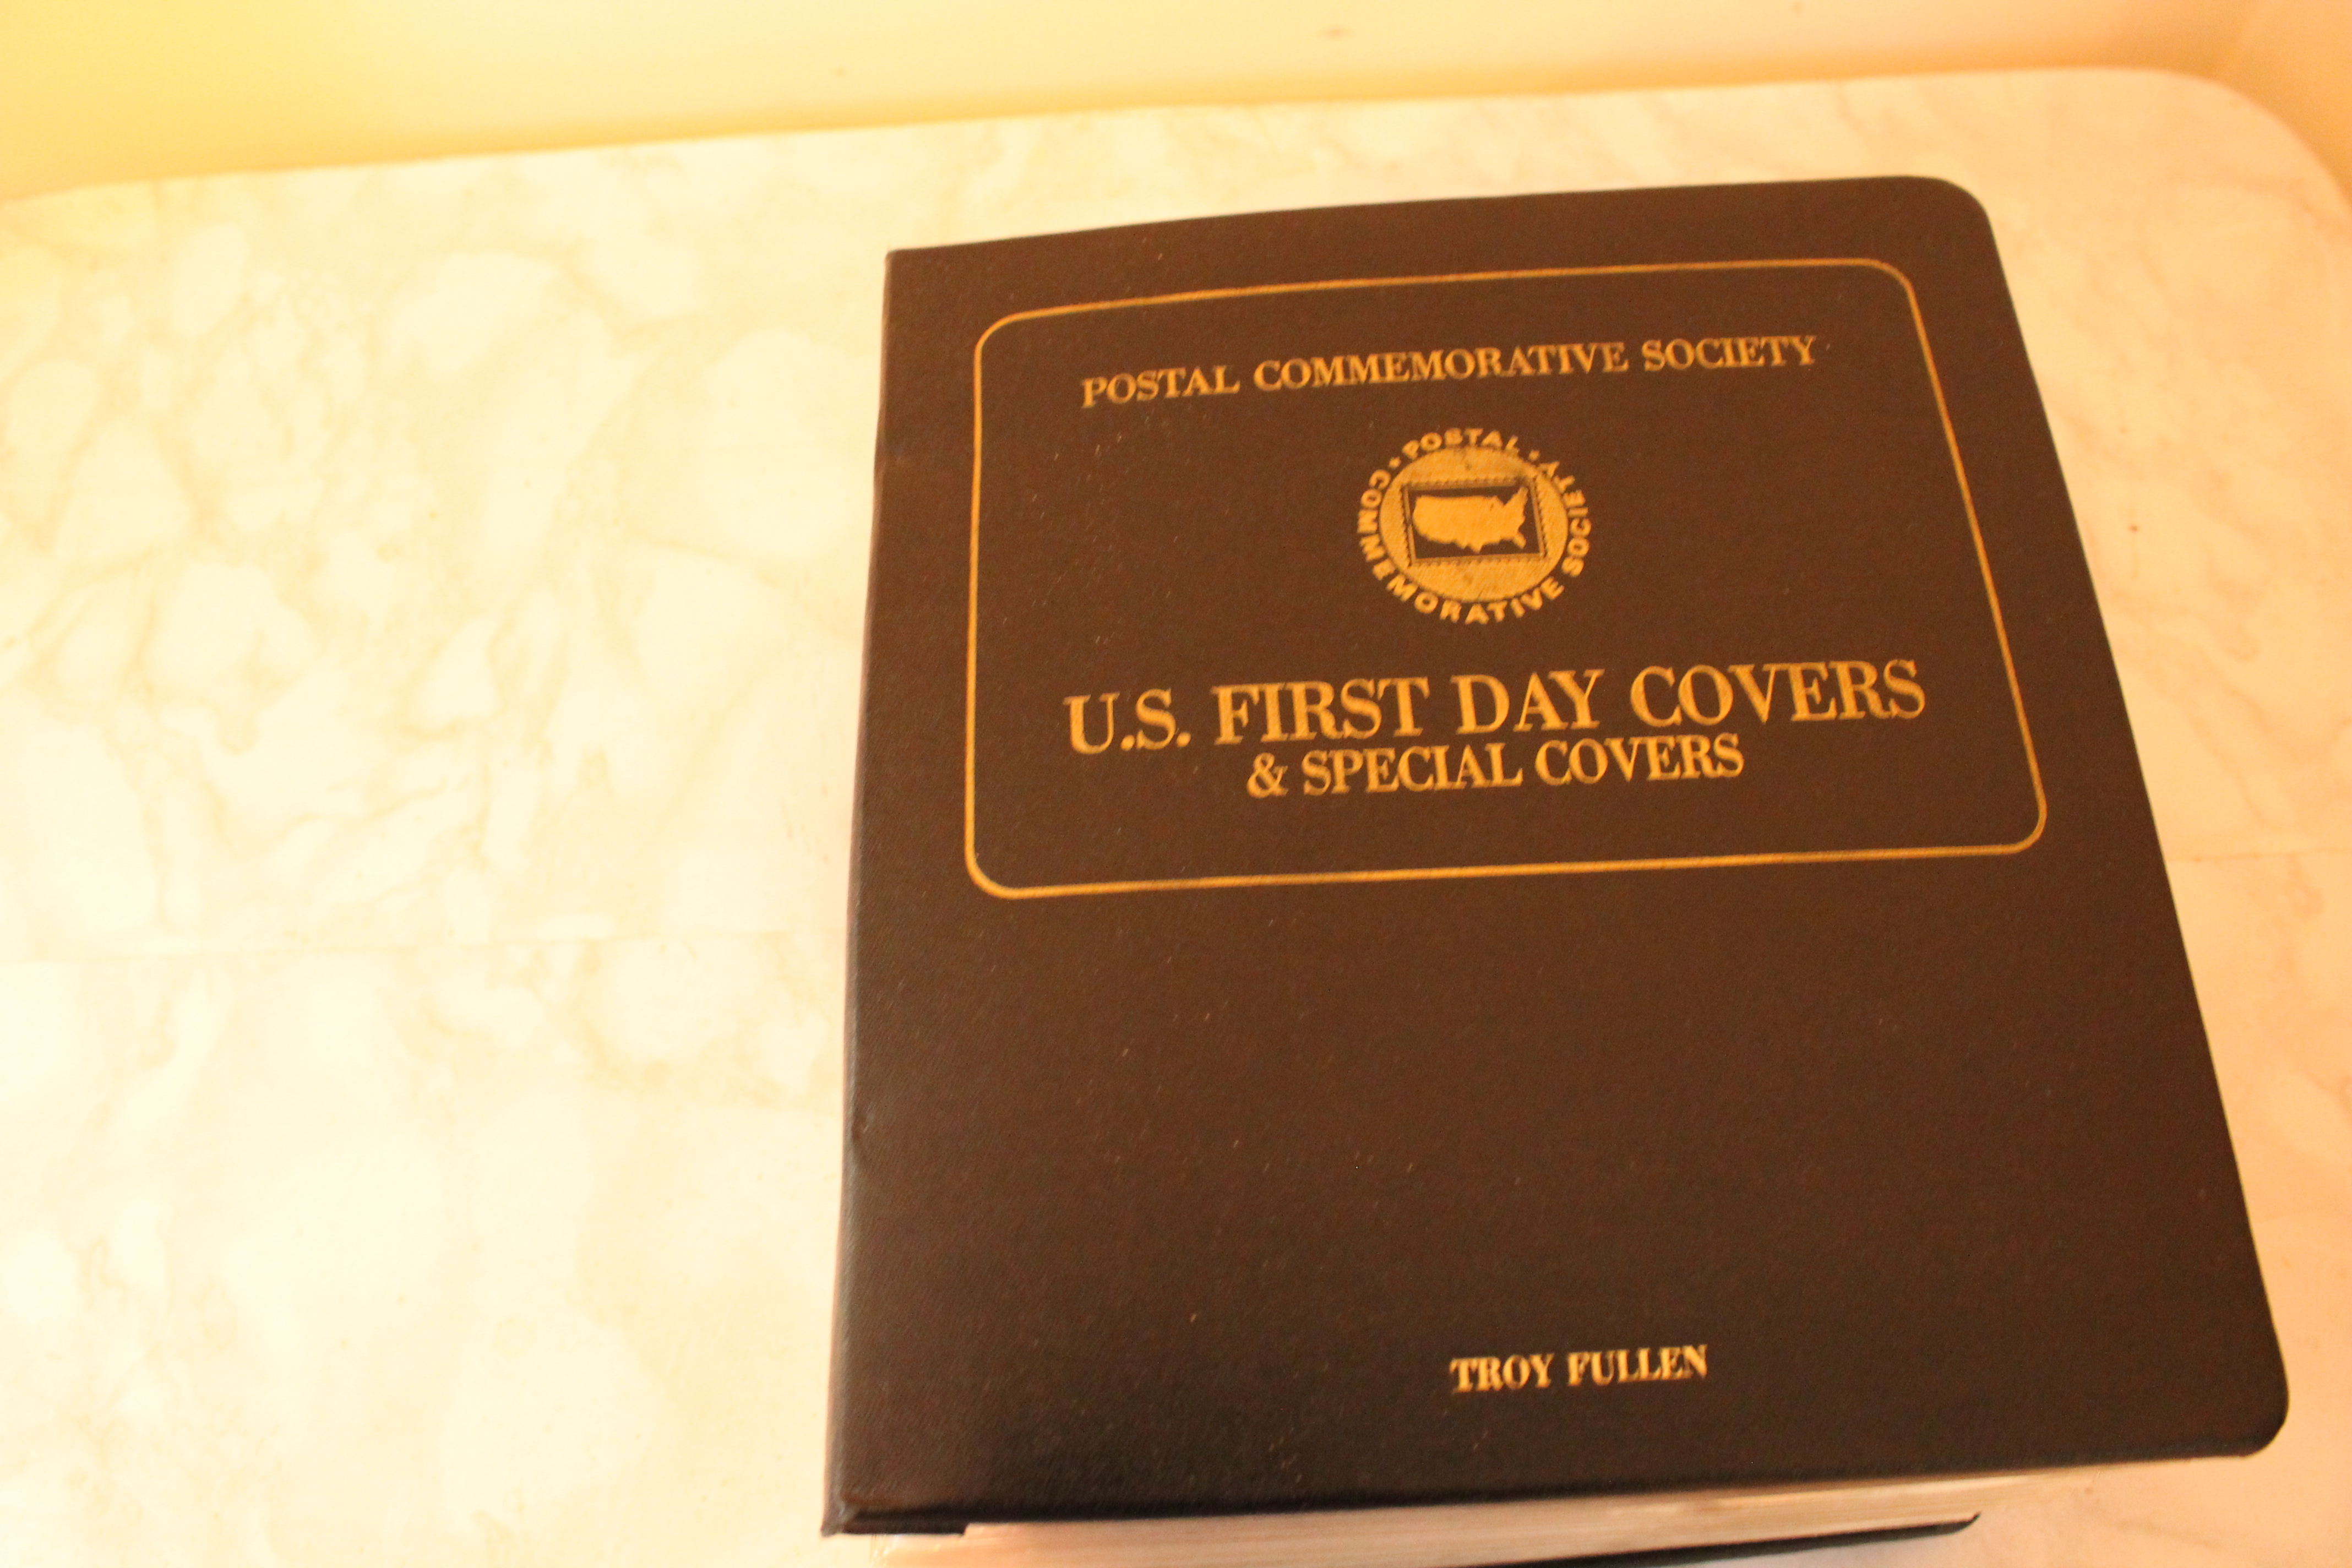 POSTAL COMMEMORATIVE SOCIETY
• POSTAL • COMMEMORATIVE SOCIETY
U.S. FIRST DAY COVERS
& SPECIAL COVERS
TROY FULLEN